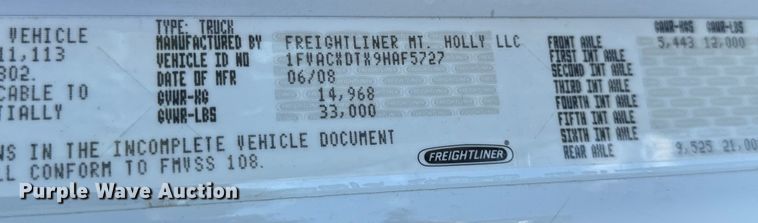 VEHICLE
11,113
302.
CABLE TO
TIALLY
NS IN THE INCOMPLETE VEHICLE DOCUMENT
LL CONFORM TO FMVSS 108.
TYPE: TRUCK
MANUFACTURED BY FREIGHTLINER MT. HOLLY LLC
VEHICLE ID NO 1FVACXDTX9HAF5727
DATE OF MFR 06/08
GVWR-KG 14,968
GVWR-LBS 33,000
FREIGHTLINER
GAWR-KGS GAWR-LBS
FRONT AXLE 5,443 12,000
FIRST INT AXLE
SECOND INT AXLE
THIRD INT AXLE
FOURTH INT AXLE
FIFTH INT AXLE
SIXTH INT AXLE
REAR AXLE 9,525 21,00
Purple Wave Auction